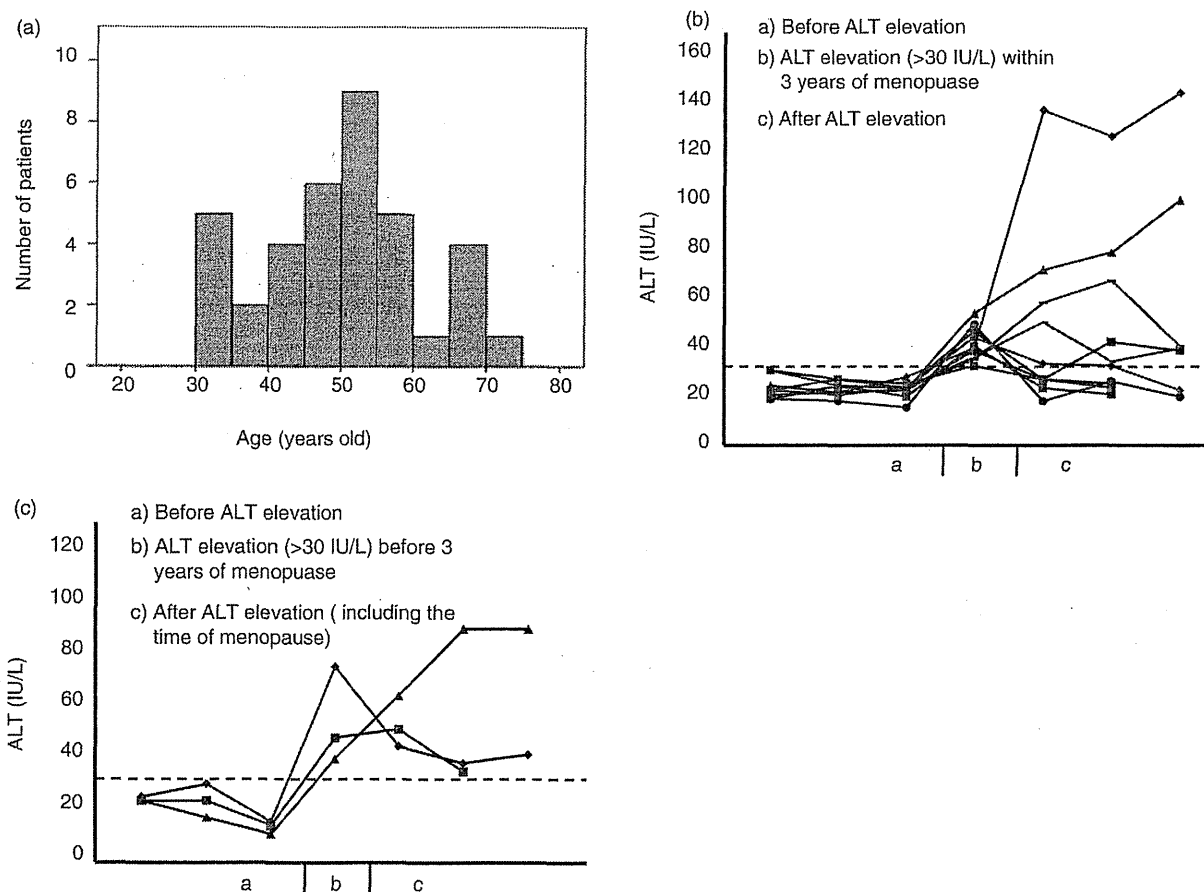 (a)
10
8
6
4
2
0
Number of patients
20 30 40 50 60 70 80
Age (years old)
(b)
a) Before ALT elevation
b) ALT elevation (>30 IU/L) within
3 years of menopuase
c) After ALT elevation
160
140
120
100
80
60
40
20
0
ALT (IU/L)
a b c
(c)
a) Before ALT elevation
b) ALT elevation (>30 IU/L) before 3
years of menopuase
c) After ALT elevation ( including the
time of menopause)
120
100
80
60
40
20
0
ALT (IU/L)
a b c